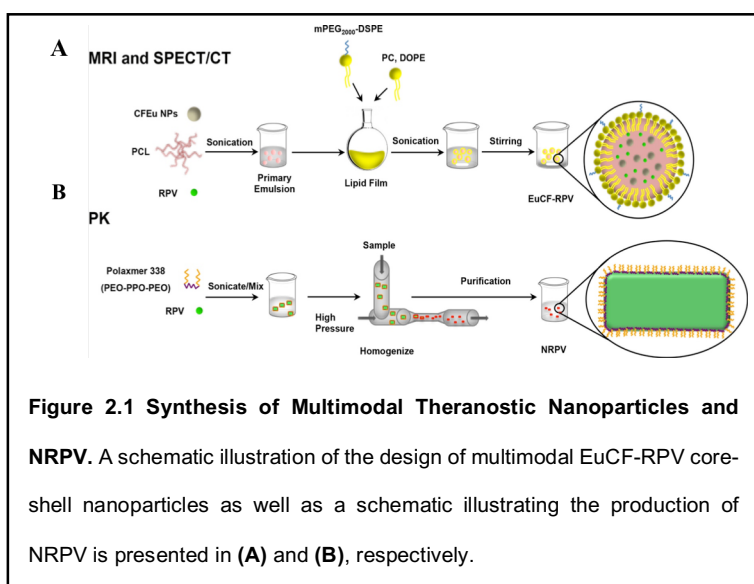 A
MRI and SPECT/CT
mPEG2000-DSPE
PC, DOPE
CFEu NPs
PCL
RPV
Sonication
Primary
Emulsion
Lipid Film
Sonication
Stirring
EuCF-RPV
B
PK
Polaxmer 338
(PEO-PPO-PEO)
RPV
Sonicate/Mix
Sample
High
Pressure
Homogenize
Purification
NRPV
Figure 2.1 Synthesis of Multimodal Theranostic Nanoparticles and
NRPV. A schematic illustration of the design of multimodal EuCF-RPV core-
shell nanoparticles as well as a schematic illustrating the production of
NRPV is presented in (A) and (B), respectively.